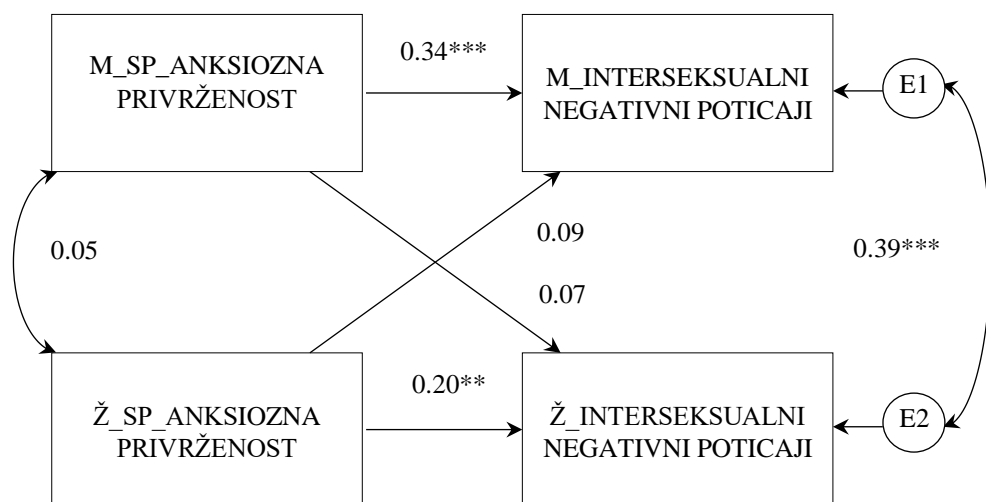 M_SP_ANKSIOZNA
PRIVRŽENOST
0.34***
M_INTERSEKSUALNI
NEGATIVNI POTICAJI
E1
0.05
0.09
0.39***
0.07
Ž_SP_ANKSIOZNA
PRIVRŽENOST
0.20**
Ž_INTERSEKSUALNI
NEGATIVNI POTICAJI
E2